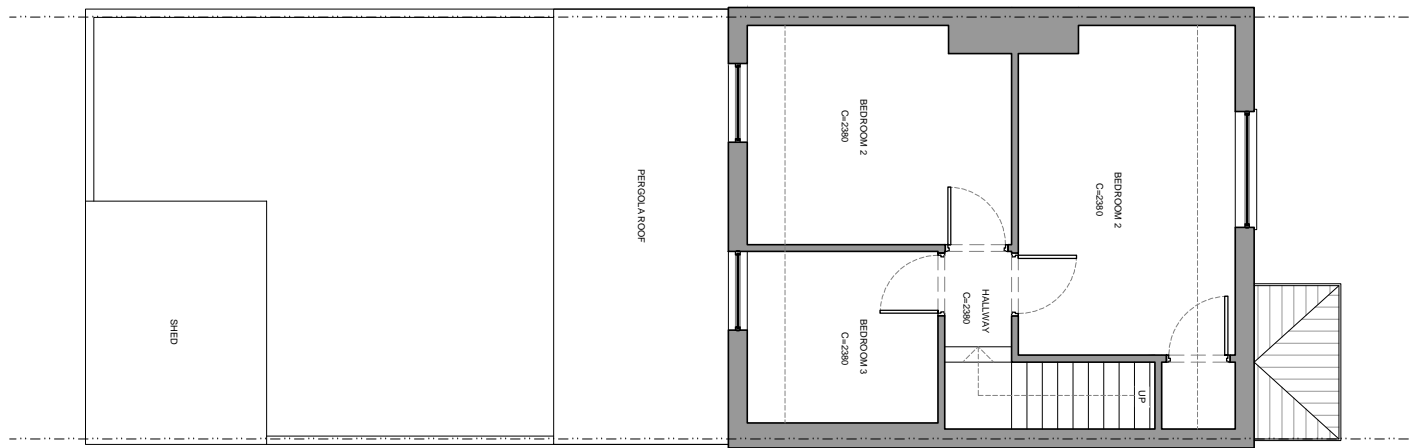 BEDROOM 2
C=2380
BEDROOM 2
C=2380
PERGOLA ROOF
HALLWAY
C=2380
SHED
BEDROOM 3
C=2380
UP